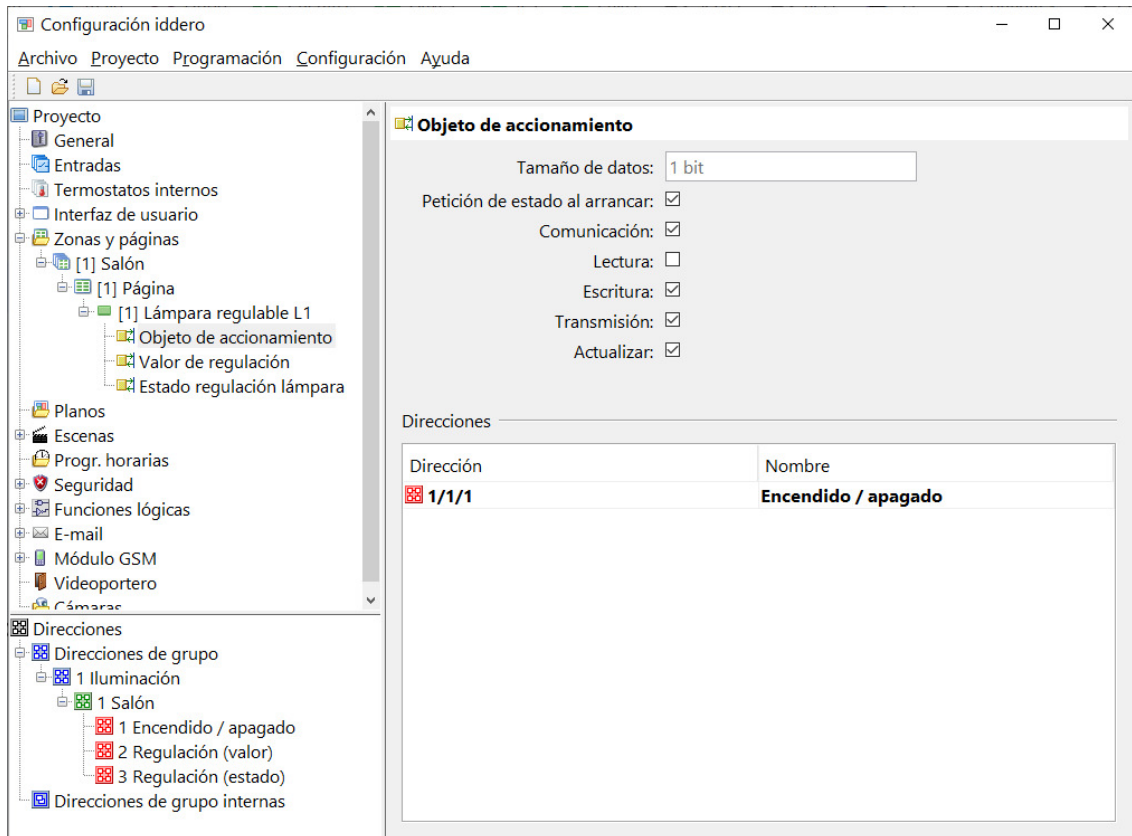 Configuración iddero
Archivo Proyecto Programación Configuración Ayuda
Proyecto
General
Entradas
Termostatos internos
Interfaz de usuario
Zonas y páginas
[1] Salón
[1] Página
[1] Lámpara regulable L1
Objeto de accionamiento
Valor de regulación
Estado regulación lámpara
Planos
Escenas
Progr. horarias
Seguridad
Funciones lógicas
E-mail
Módulo GSM
Videoportero
Cámaras
Direcciones
Direcciones de grupo
1 Iluminación
1 Salón
1 Encendido / apagado
2 Regulación (valor)
3 Regulación (estado)
Direcciones de grupo internas
Objeto de accionamiento
Tamaño de datos: 1 bit
Petición de estado al arrancar:
Comunicación:
Lectura:
Escritura:
Transmisión:
Actualizar:
Direcciones
Dirección Nombre
1/1/1 Encendido / apagado